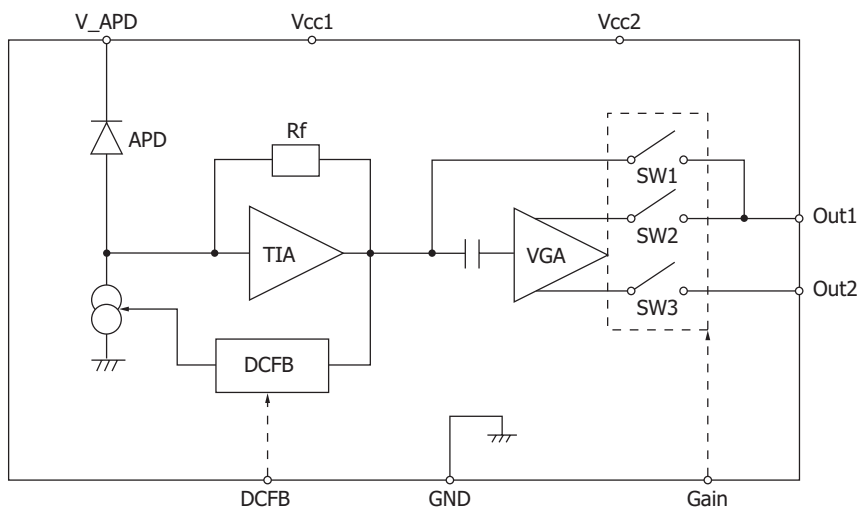 V_APD
Vcc1
Vcc2
APD
Rf
SW1
Out1
SW2
TIA
VGA
Out2
SW3
DCFB
DCFB
GND
Gain